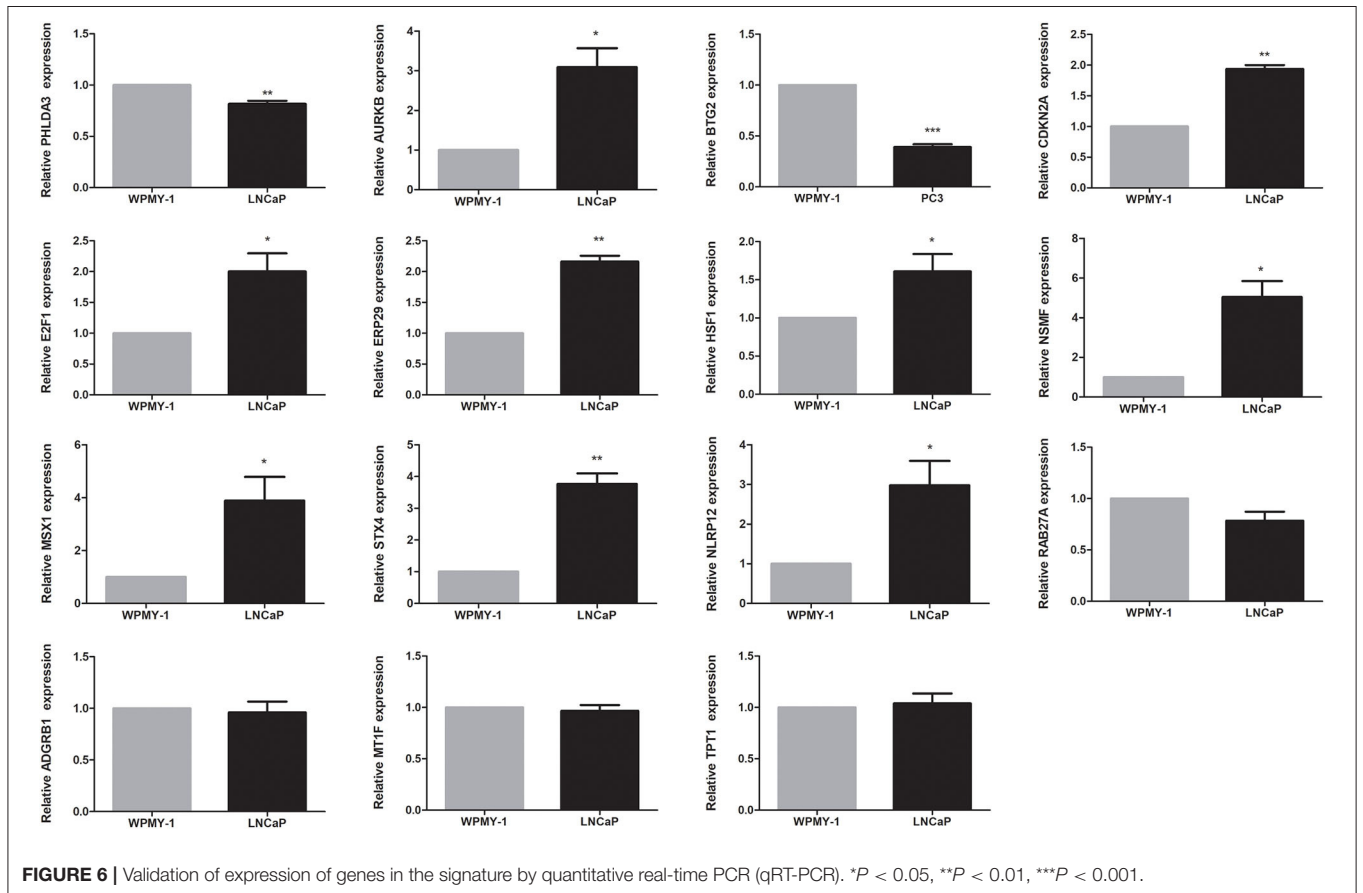 Relative PHLDA3 expression
1.5
1.0
0.5
0.0
**
WPMY-1 LNCaP
Relative AURKB expression
4
3
2
1
0
*
WPMY-1 LNCaP
Relative BTG2 expression
1.5
1.0
0.5
0.0
***
WPMY-1 PC3
Relative CDKN2A expression
2.5
2.0
1.5
1.0
0.5
0.0
**
WPMY-1 LNCaP
Relative E2F1 expression
2.5
2.0
1.5
1.0
0.5
0.0
*
WPMY-1 LNCaP
Relative ERP29 expression
2.5
2.0
1.5
1.0
0.5
0.0
**
WPMY-1 LNCaP
Relative HSF1 expression
2.0
1.5
1.0
0.5
0.0
*
WPMY-1 LNCaP
Relative NSMF expression
8
6
4
2
0
*
WPMY-1 LNCaP
Relative MSX1 expression
6
4
2
0
*
WPMY-1 LNCaP
Relative STX4 expression
5
4
3
2
1
0
**
WPMY-1 LNCaP
Relative NLRP12 expression
4
3
2
1
0
*
WPMY-1 LNCaP
Relative RAB27A expression
1.5
1.0
0.5
0.0
WPMY-1 LNCaP
Relative ADGRB1 expression
1.5
1.0
0.5
0.0
WPMY-1 LNCaP
Relative MT1F expression
1.5
1.0
0.5
0.0
WPMY-1 LNCaP
Relative TPT1 expression
1.5
1.0
0.5
0.0
WPMY-1 LNCaP
FIGURE 6 | Validation of expression of genes in the signature by quantitative real-time PCR (qRT-PCR). *P < 0.05, **P < 0.01, ***P < 0.001.